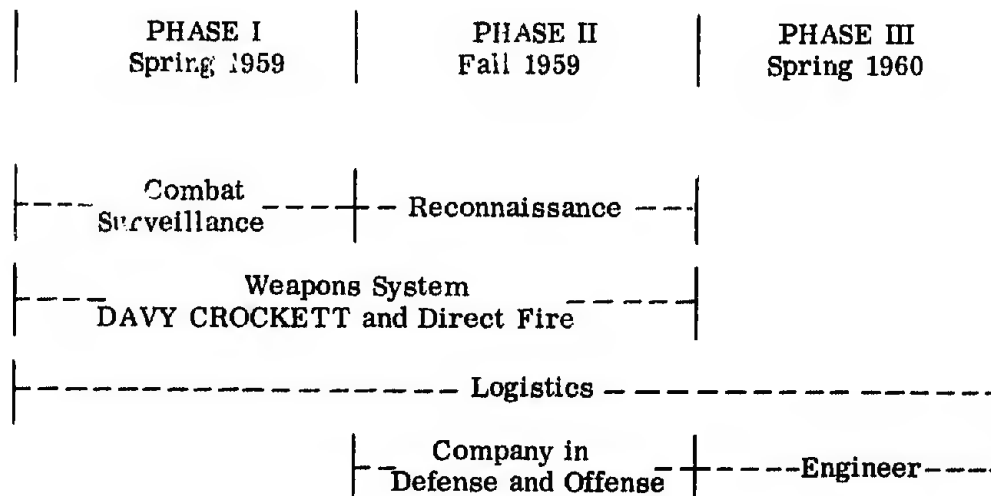 PHASE I
Spring 1959
PHASE II
Fall 1959
PHASE III
Spring 1960
Combat
Surveillance
Reconnaissance
Weapons System
DAVY CROCKETT and Direct Fire
Logistics
Company in
Defense and Offense
Engineer